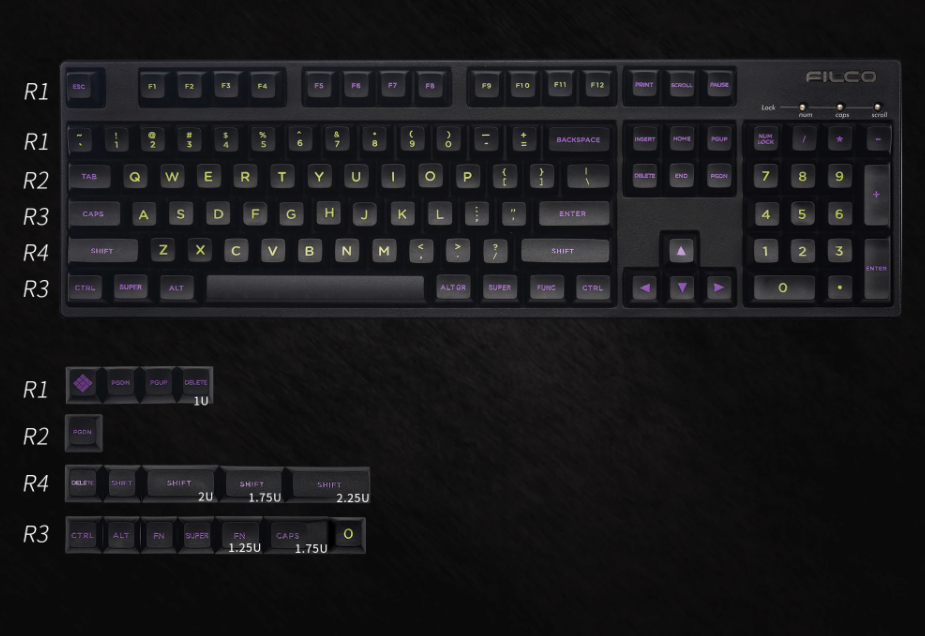 FILCO
R1 ESC F1 F2 F3 F4 F5 F6 F7 F8 F9 F10 F11 F12 PRINT SCROLL PAUSE
Lock num caps scroll
R1 ~ ` ! 1 @ 2 # 3 $ 4 % 5 ^ 6 & 7 * 8 ( 9 ) 0 — - + = BACKSPACE INSERT HOME PGUP NUM LOCK / * -
R2 TAB Q W E R T Y U I O P { [ } ] | \ DELETE END PGDN 7 8 9 +
R3 CAPS A S D F G H J K L : ; " , ENTER 4 5 6
R4 SHIFT Z X C V B N M < , > . ? / SHIFT ▲ 1 2 3 ENTER
R3 CTRL SUPER ALT ALT GR SUPER FUNC CTRL ◀ ▼ ▶ 0 •
R1 PGDN PGUP DELETE
1U
R2 PGDN
R4 DELETE SHIFT SHIFT SHIFT SHIFT
2U 1.75U 2.25U
R3 CTRL ALT FN SUPER FN CAPS 0
1.25U 1.75U